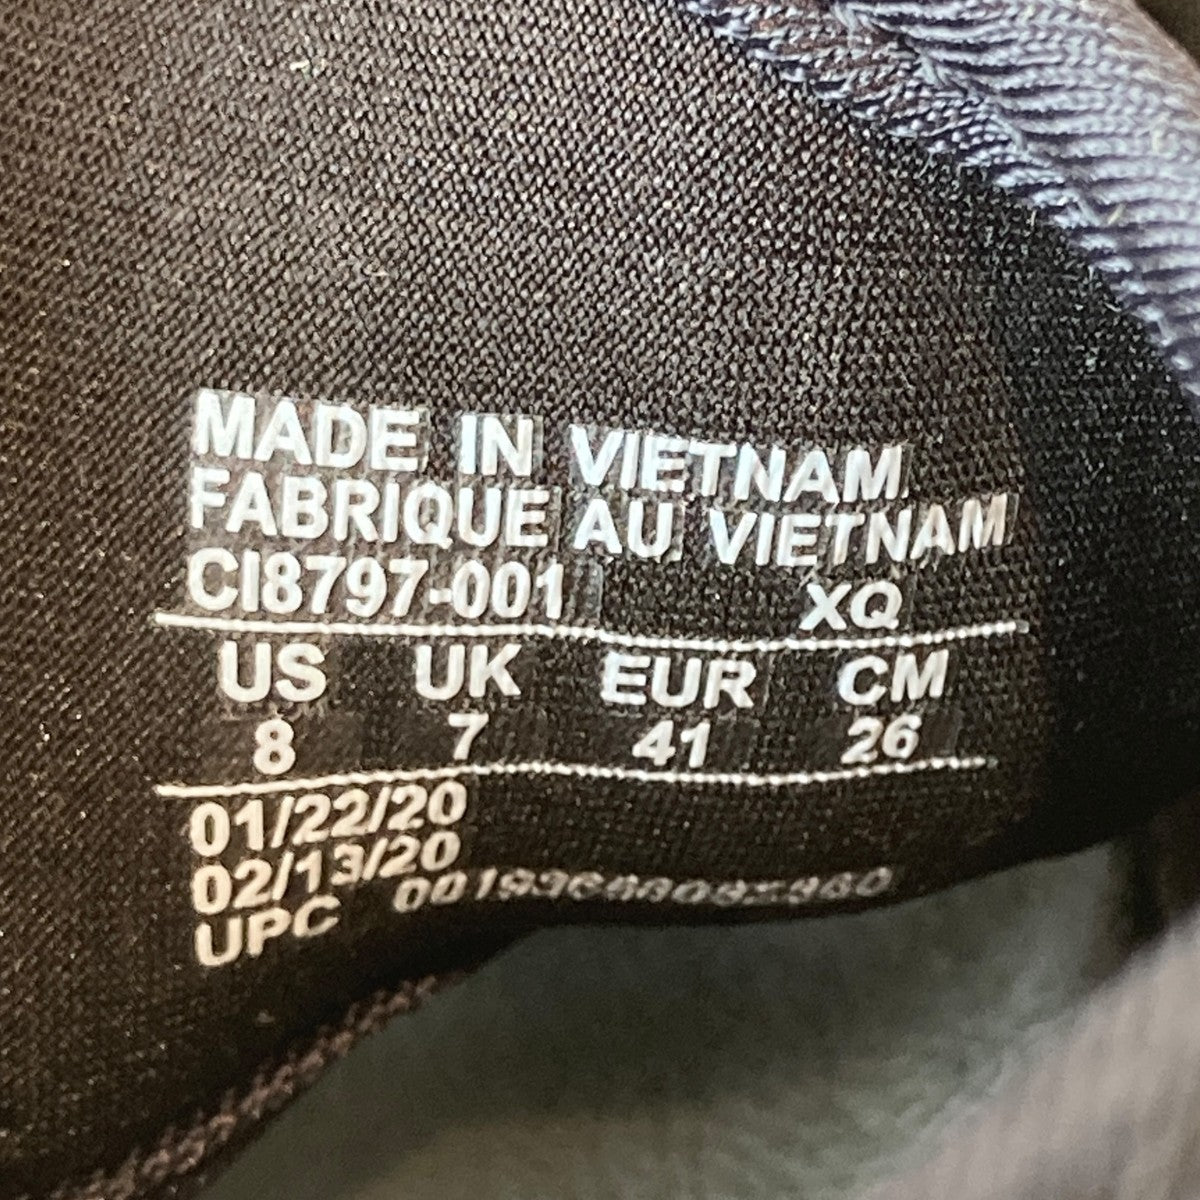 MADE IN VIETNAM
FABRIQUE AU VIETNAM
CI8797-001 XQ
US UK EUR CM
8 7 41 26
01/22/20
02/13/20
UPC